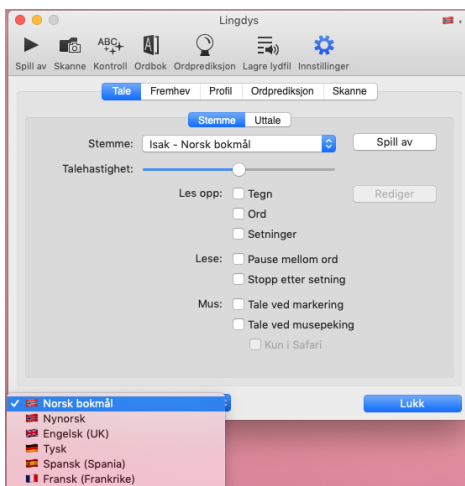 Lingdys
ABC
Spill av Skanne Kontroll Ordbok Ordprediksjon Lagre lydfil Innstillinger
Tale Fremhev Profil Ordprediksjon Skanne
Stemme Uttale
Stemme: Isak - Norsk bokmål Spill av
Talehastighet:
Les opp: Tegn Rediger
Ord
Setninger
Lese: Pause mellom ord
Stopp etter setning
Mus: Tale ved markering
Tale ved musepeking
Kun i Safari
✓ Norsk bokmål Lukk
Nynorsk
Engelsk (UK)
Tysk
Spansk (Spania)
Fransk (Frankrike)